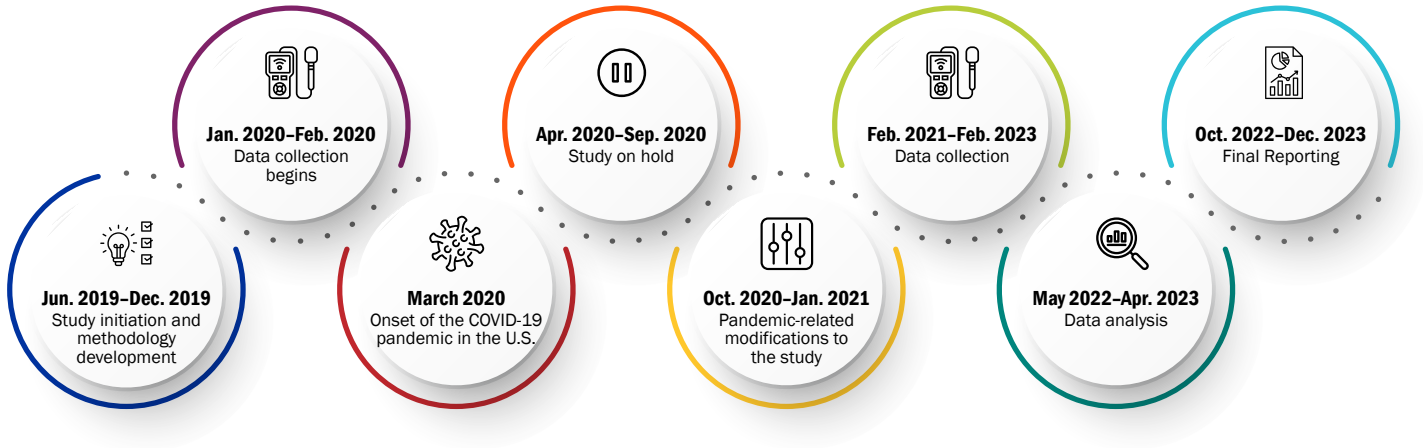 Jun. 2019–Dec. 2019
Study initiation and
methodology
development
Jan. 2020–Feb. 2020
Data collection
begins
March 2020
Onset of the COVID-19
pandemic in the U.S.
Apr. 2020–Sep. 2020
Study on hold
Oct. 2020–Jan. 2021
Pandemic-related
modifications to
the study
Feb. 2021–Feb. 2023
Data collection
May 2022–Apr. 2023
Data analysis
Oct. 2022–Dec. 2023
Final Reporting